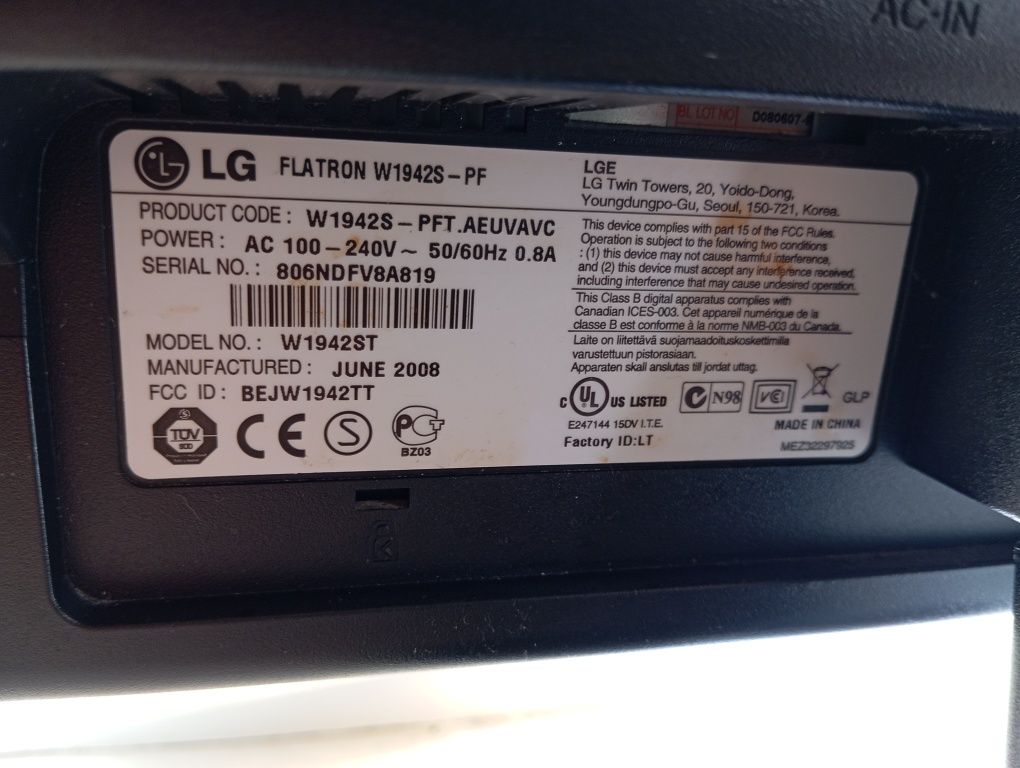 AC-IN
BL LOT NO D080607-
LG FLATRON W1942S-PF
PRODUCT CODE : W1942S-PFT.AEUVAVC
POWER : AC 100-240V~ 50/60Hz 0.8A
SERIAL NO. : 806NDFV8A819
MODEL NO. : W1942ST
MANUFACTURED : JUNE 2008
FCC ID : BEJW1942TT
TÜV
CE
S
PCT
BZ03
LGE
LG Twin Towers, 20, Yoido-Dong,
Youngdungpo-Gu, Seoul, 150-721, Korea.
This device complies with part 15 of the FCC Rules.
Operation is subject to the following two conditions
: (1) this device may not cause harmful interference,
and (2) this device must accept any interference received,
including interference that may cause undesired operation.
This Class B digital apparatus complies with
Canadian ICES-003. Cet appareil numérique de la
classe B est conforme à la norme NMB-003 du Canada.
Laite on liitettävä suojamaadoituskoskettimilla
varustettuun pistorasiaan.
Apparaten skall anslutas till jordat uttag.
C UL US LISTED
N98
VCI
GLP
E247144 15DV I.T.E.
Factory ID:LT
MADE IN CHINA
MEZ32297925